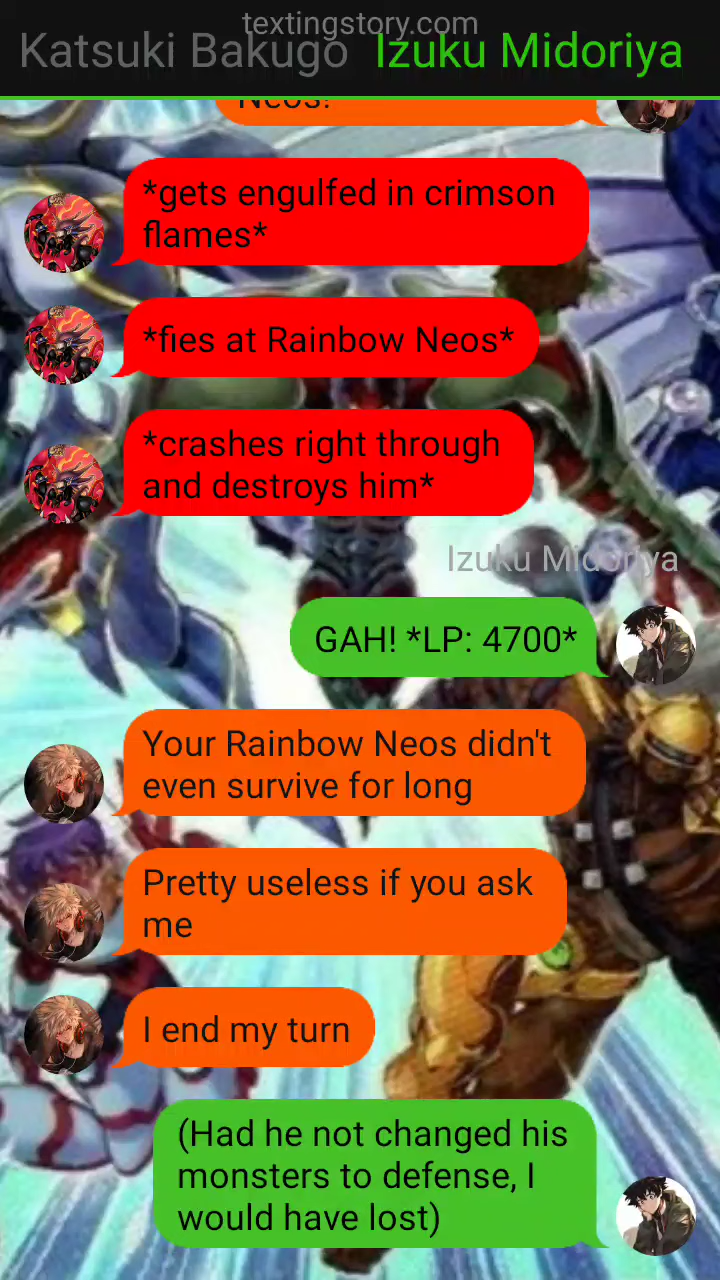 textingstory.com
Katsuki Bakugo Izuku Midoriya
Neos!
*gets engulfed in crimson
flames*
*fies at Rainbow Neos*
*crashes right through
and destroys him*
Izuku Midoriya
GAH! *LP: 4700*
Your Rainbow Neos didn't
even survive for long
Pretty useless if you ask
me
I end my turn
(Had he not changed his
monsters to defense, I
would have lost)